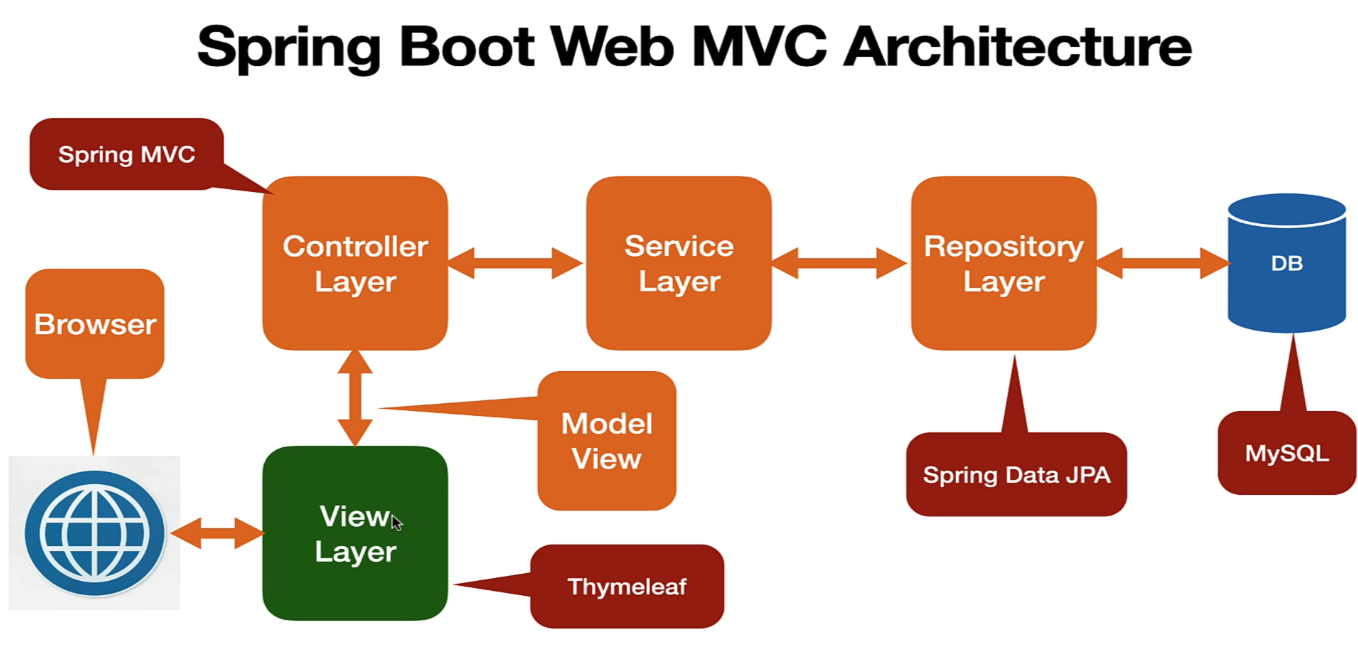 Spring Boot Web MVC Architecture
Spring MVC
Controller
Layer
Service
Layer
Repository
Layer
DB
Browser
Model
View
Spring Data JPA
MySQL
View
Layer
Thymeleaf